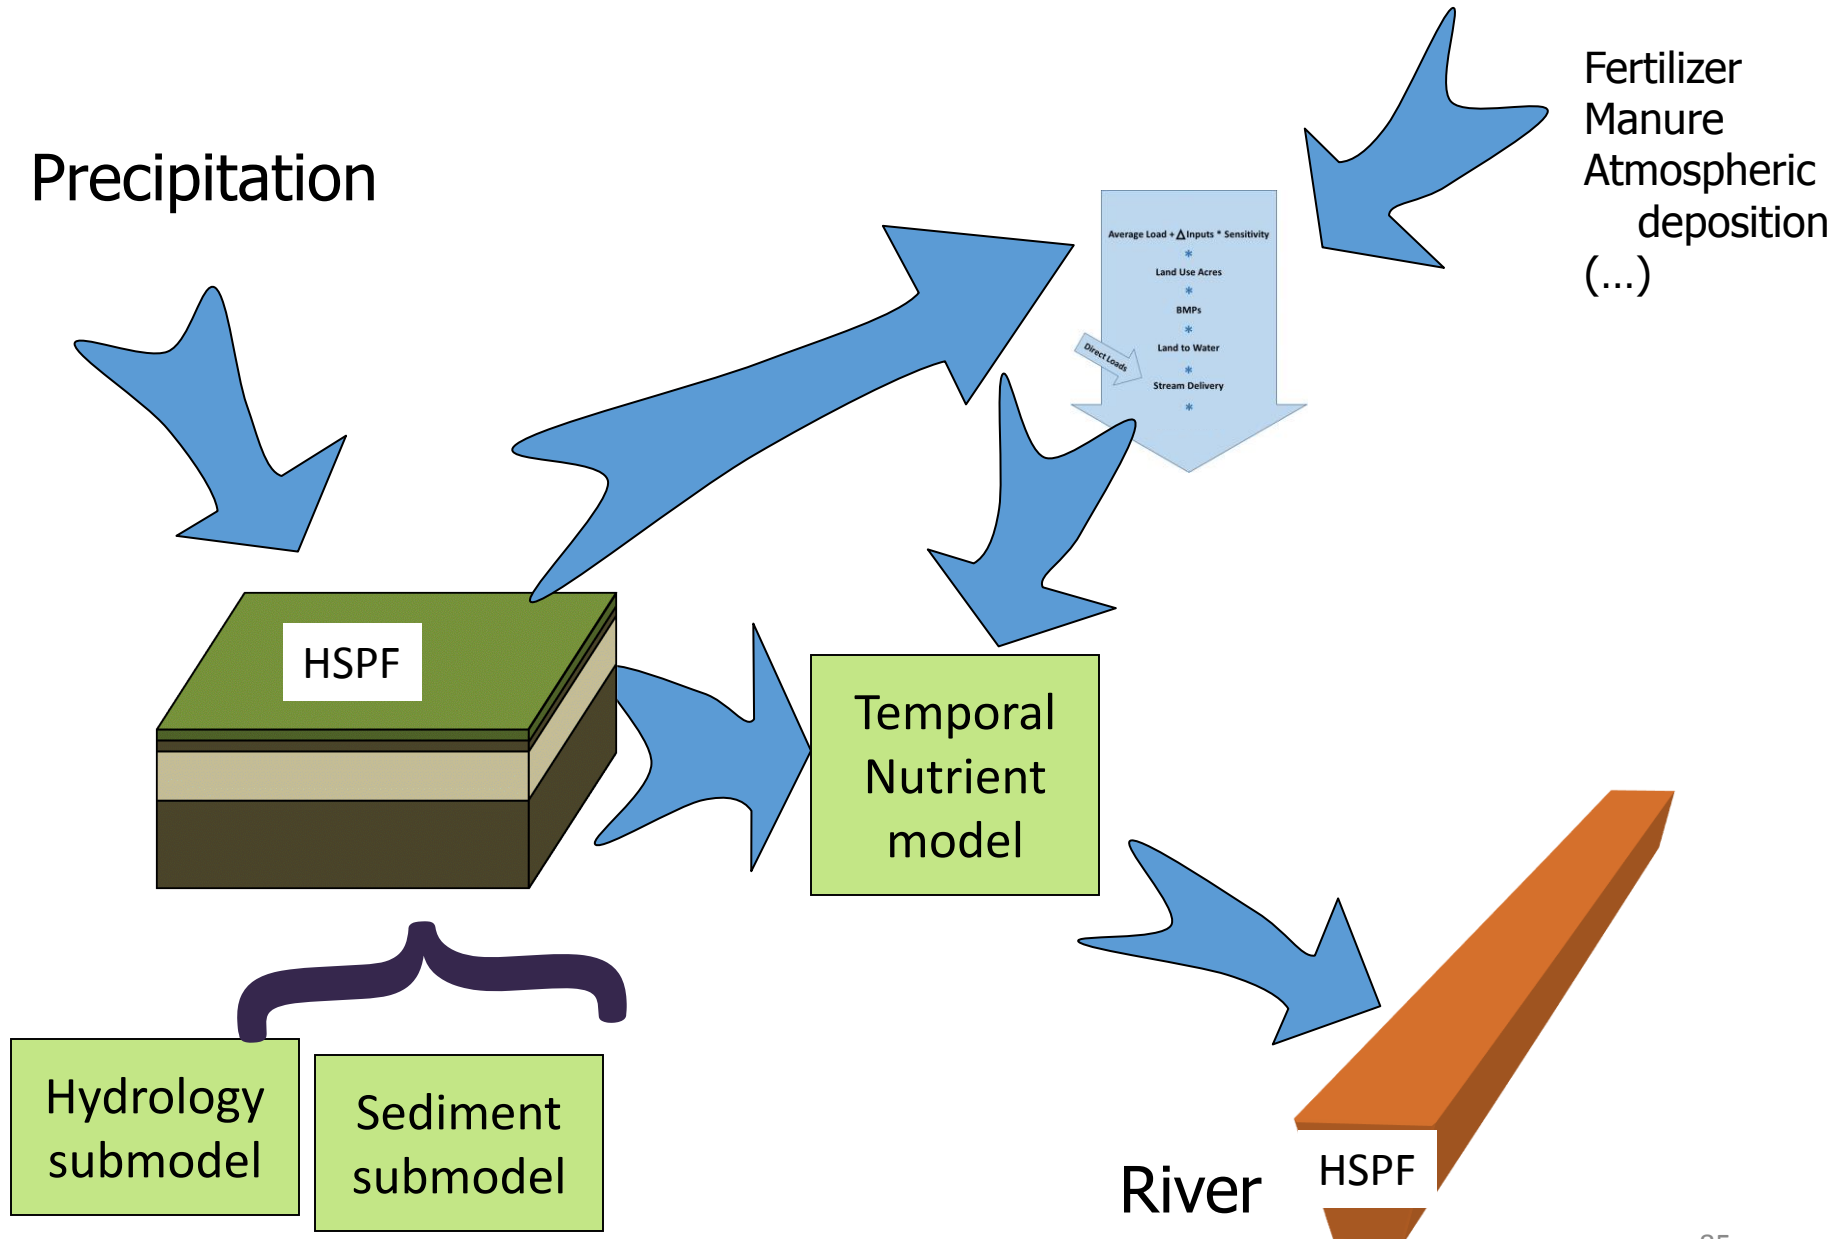 Fertilizer
Manure
Atmospheric
deposition
(...)
Precipitation
Average Load + Δ Inputs * Sensitivity
*
Land Use Acres
*
BMPs
*
Land to Water
*
Direct Loads
Stream Delivery
*
HSPF
Temporal
Nutrient
model
Hydrology
submodel
Sediment
submodel
River
HSPF